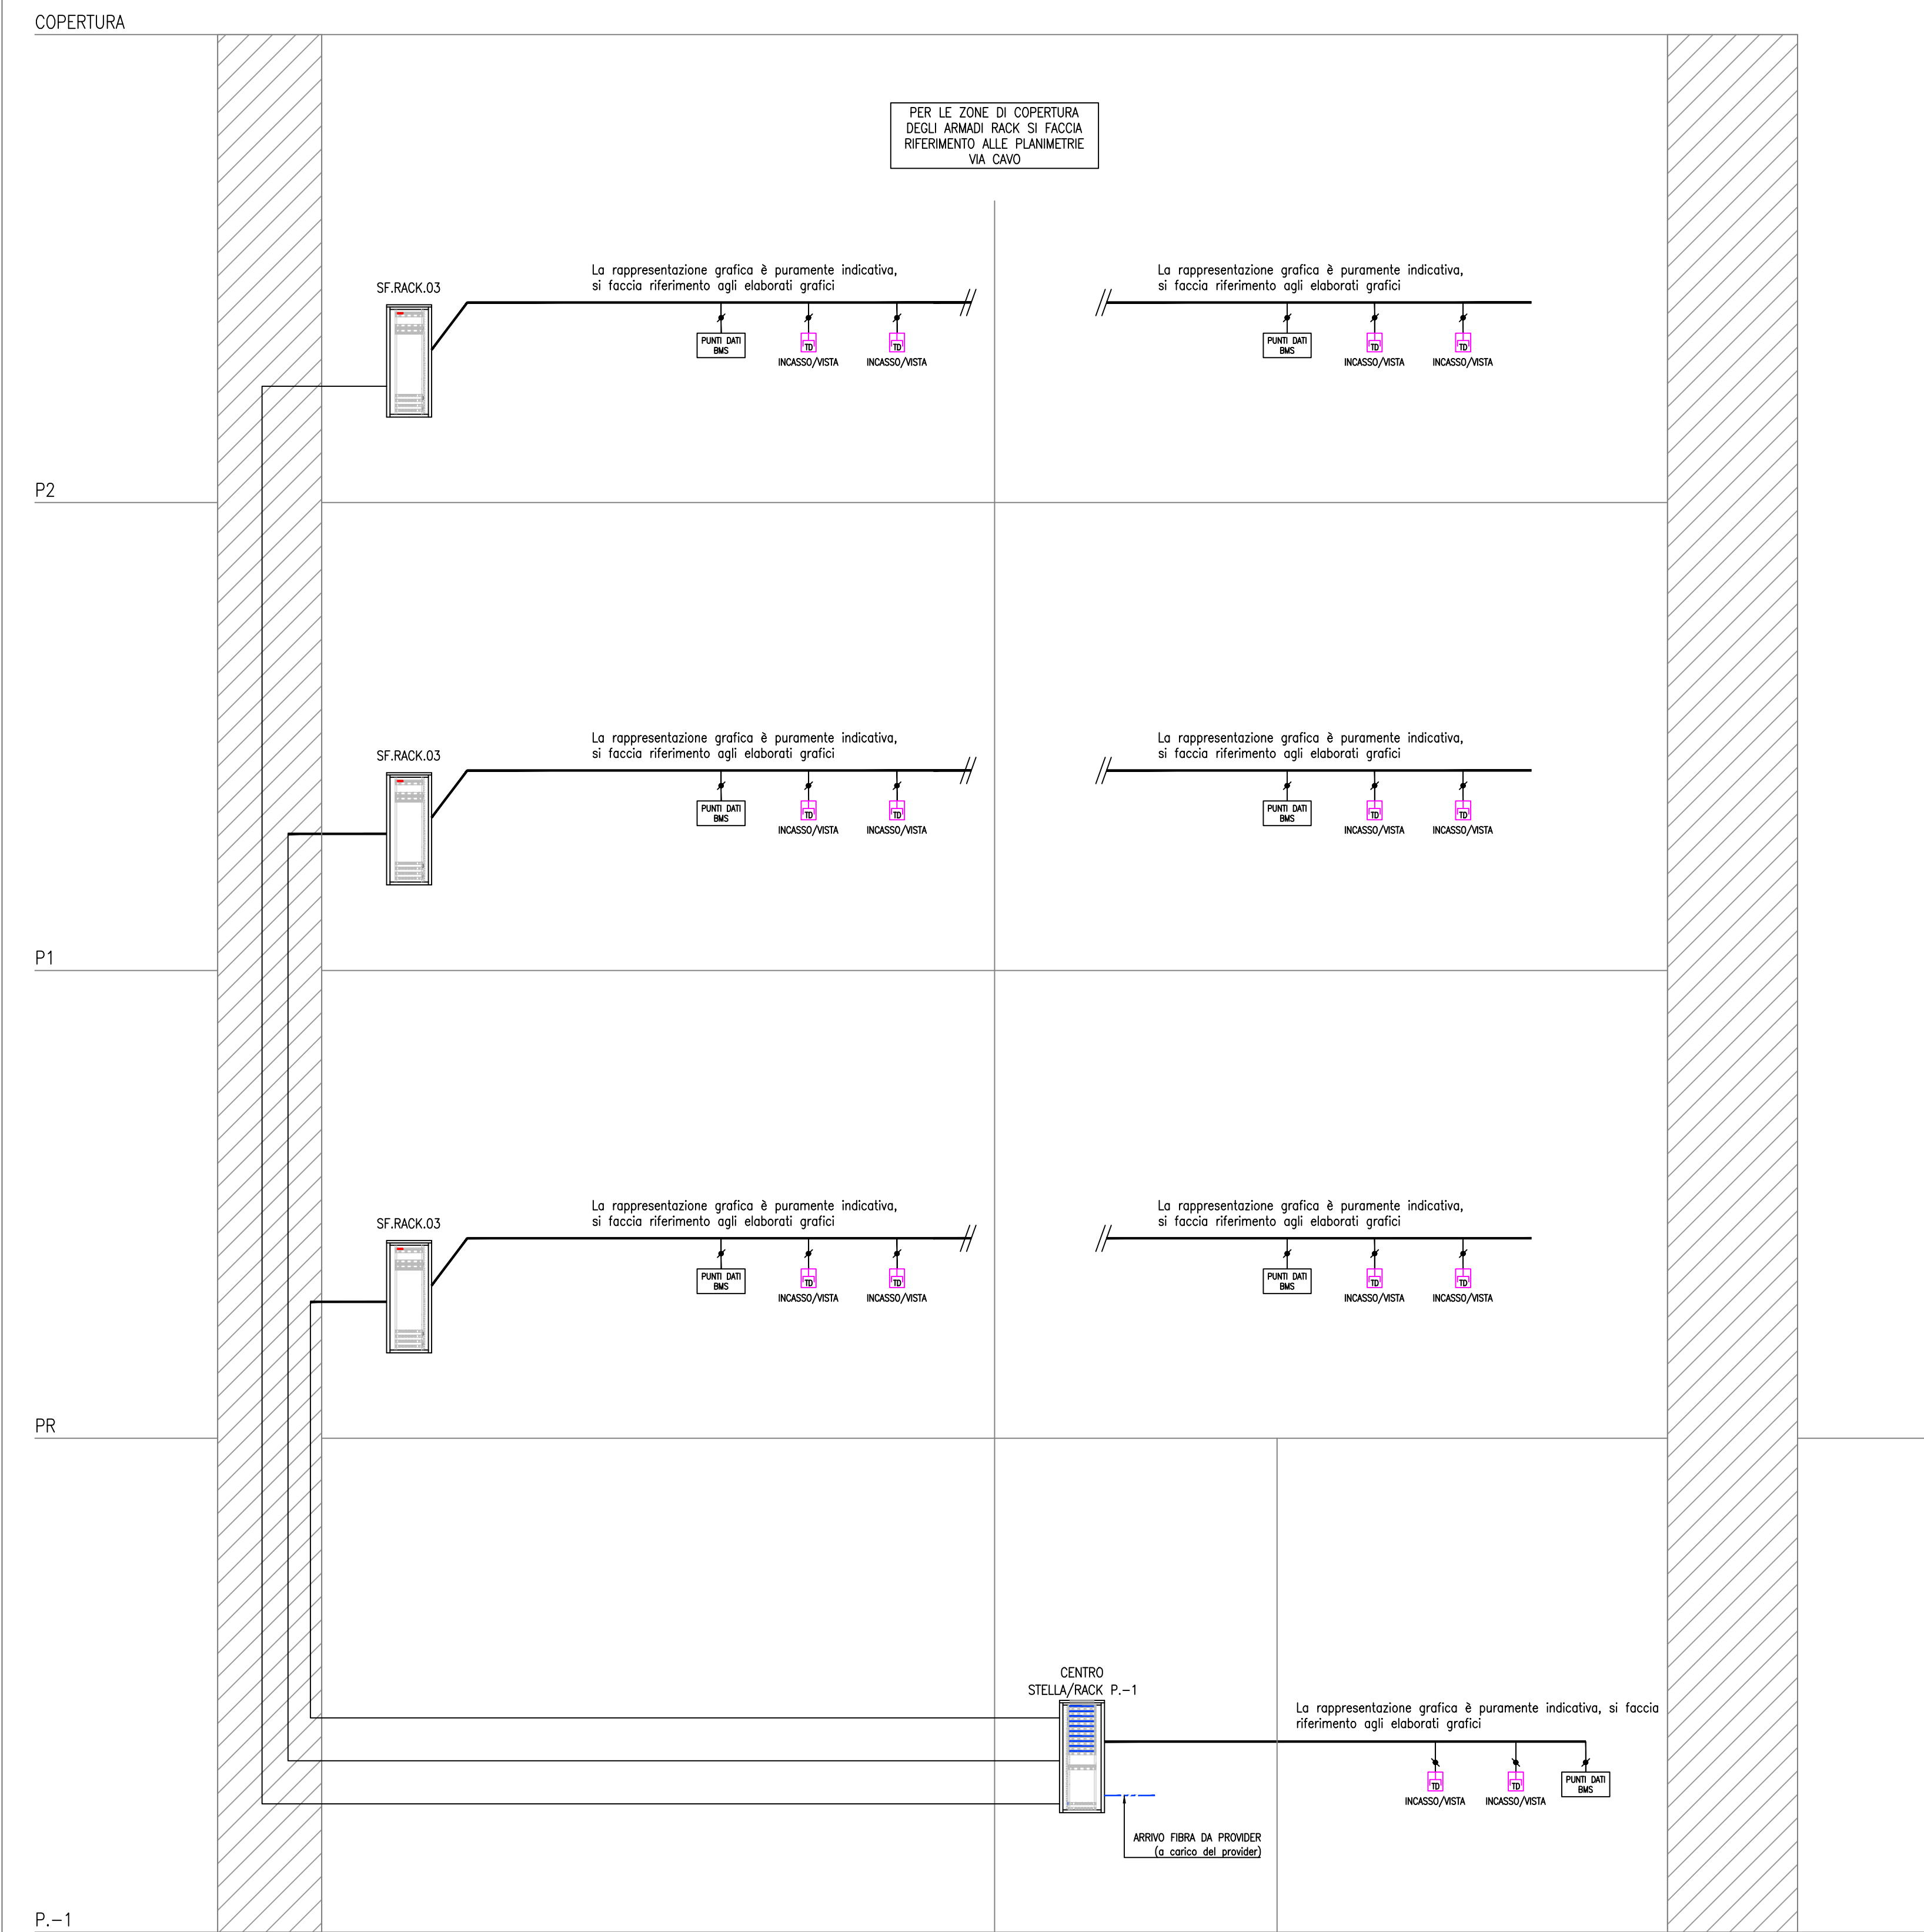 COPERTURA
PER LE ZONE DI COPERTURA
DEGLI ARMADI RACK SI FACCIA
RIFERIMENTO ALLE PLANIMETRIE
VIA CAVO
SF.RACK.03
La rappresentazione grafica è puramente indicativa,
si faccia riferimento agli elaborati grafici
PUNTI DATI
BMS
TD
INCASSO/VISTA
TD
INCASSO/VISTA
La rappresentazione grafica è puramente indicativa,
si faccia riferimento agli elaborati grafici
PUNTI DATI
BMS
TD
INCASSO/VISTA
TD
INCASSO/VISTA
P2
SF.RACK.03
La rappresentazione grafica è puramente indicativa,
si faccia riferimento agli elaborati grafici
PUNTI DATI
BMS
TD
INCASSO/VISTA
TD
INCASSO/VISTA
La rappresentazione grafica è puramente indicativa,
si faccia riferimento agli elaborati grafici
PUNTI DATI
BMS
TD
INCASSO/VISTA
TD
INCASSO/VISTA
P1
SF.RACK.03
La rappresentazione grafica è puramente indicativa,
si faccia riferimento agli elaborati grafici
PUNTI DATI
BMS
TD
INCASSO/VISTA
TD
INCASSO/VISTA
La rappresentazione grafica è puramente indicativa,
si faccia riferimento agli elaborati grafici
PUNTI DATI
BMS
TD
INCASSO/VISTA
TD
INCASSO/VISTA
PR
CENTRO
STELLA/RACK P.-1
La rappresentazione grafica è puramente indicativa, si faccia
riferimento agli elaborati grafici
TD
INCASSO/VISTA
TD
INCASSO/VISTA
PUNTI DATI
BMS
ARRIVO FIBRA DA PROVIDER
(a carico del provider)
P.-1